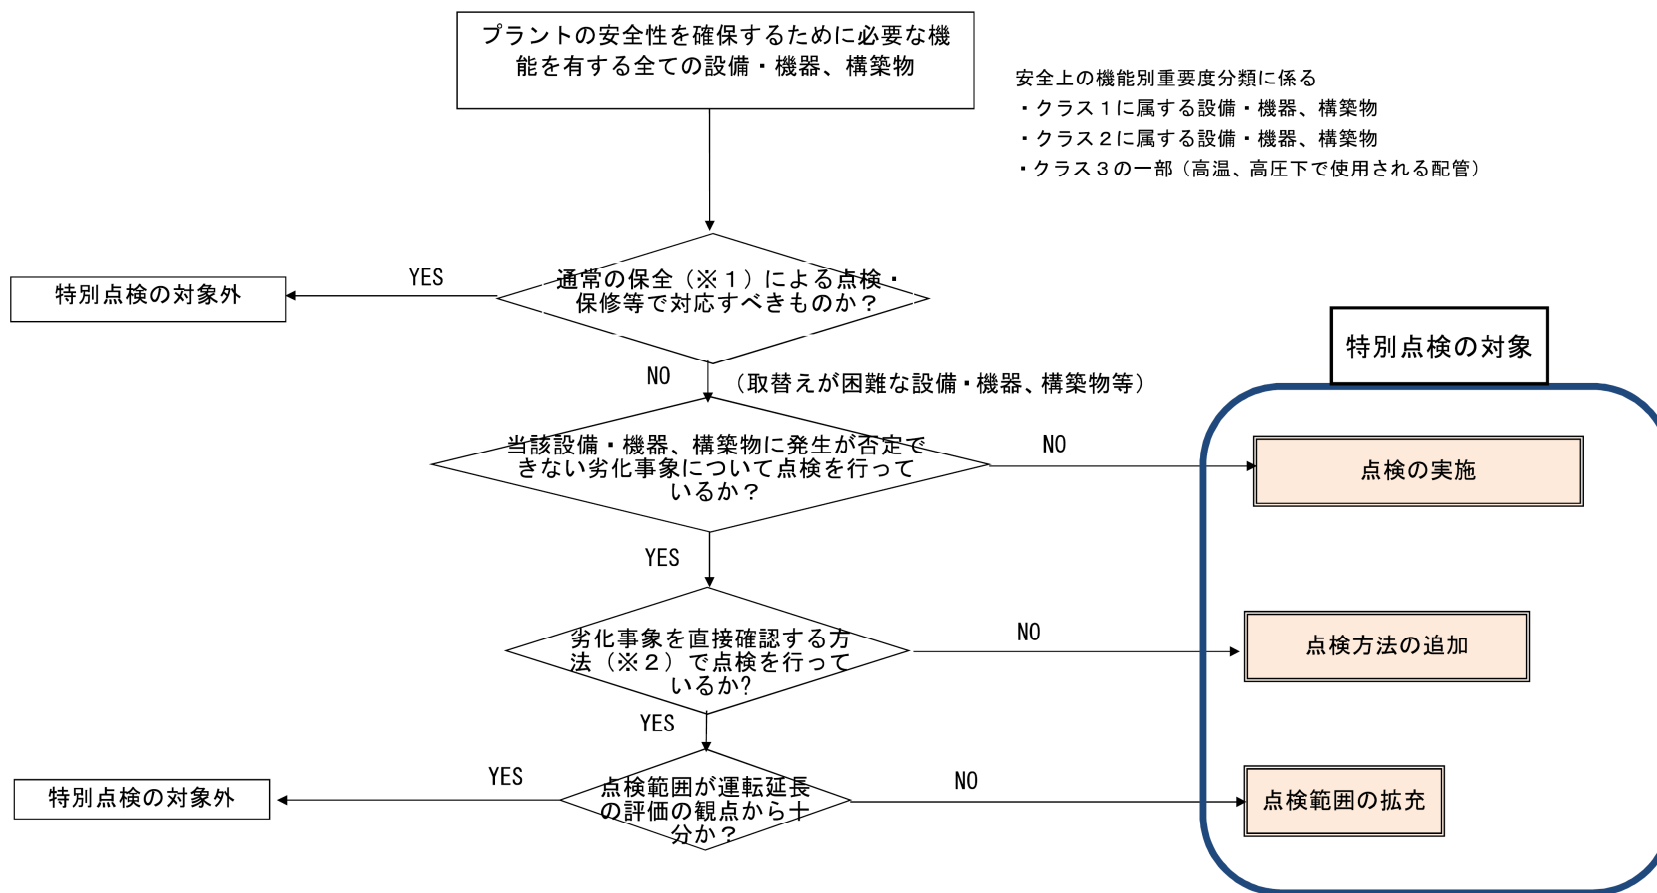 プラントの安全性を確保するために必要な機
能を有する全ての設備・機器、構築物
安全上の機能別重要度分類に係る
・クラス１に属する設備・機器、構築物
・クラス２に属する設備・機器、構築物
・クラス３の一部（高温、高圧下で使用される配管）
通常の保全（※１）による点検・
保修等で対応すべきものか？
YES
特別点検の対象外
NO
（取替えが困難な設備・機器、構築物等）
特別点検の対象
当該設備・機器、構築物に発生が否定で
きない劣化事象について点検を行って
いるか？
NO
点検の実施
YES
劣化事象を直接確認する方
法（※２）で点検を行って
いるか?
NO
点検方法の追加
YES
点検範囲が運転延長
の評価の観点から十
分か？
YES
特別点検の対象外
NO
点検範囲の拡充